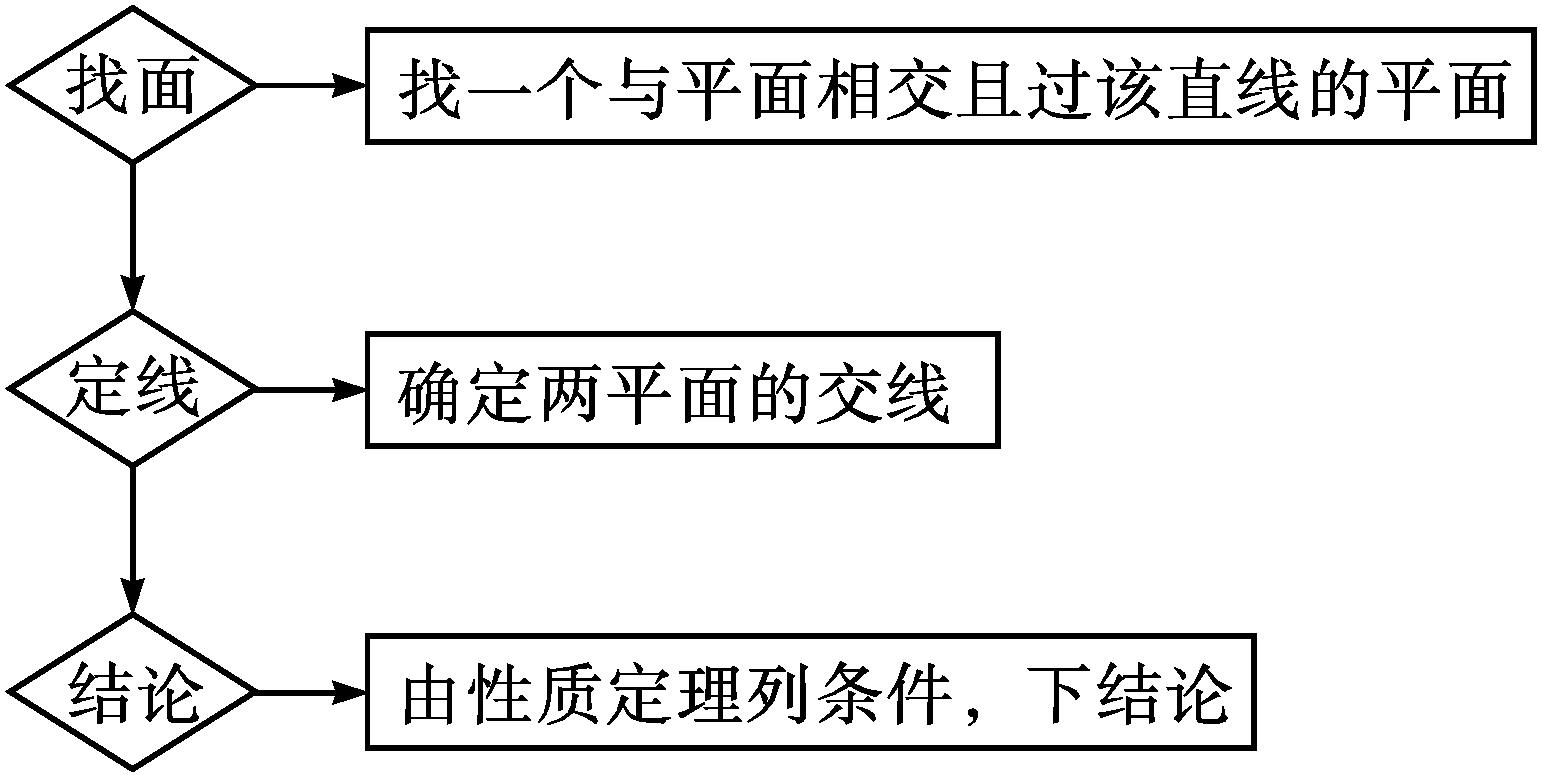 找面
找一个与平面相交且过该直线的平面
定线
确定两平面的交线
结论
由性质定理列条件，下结论